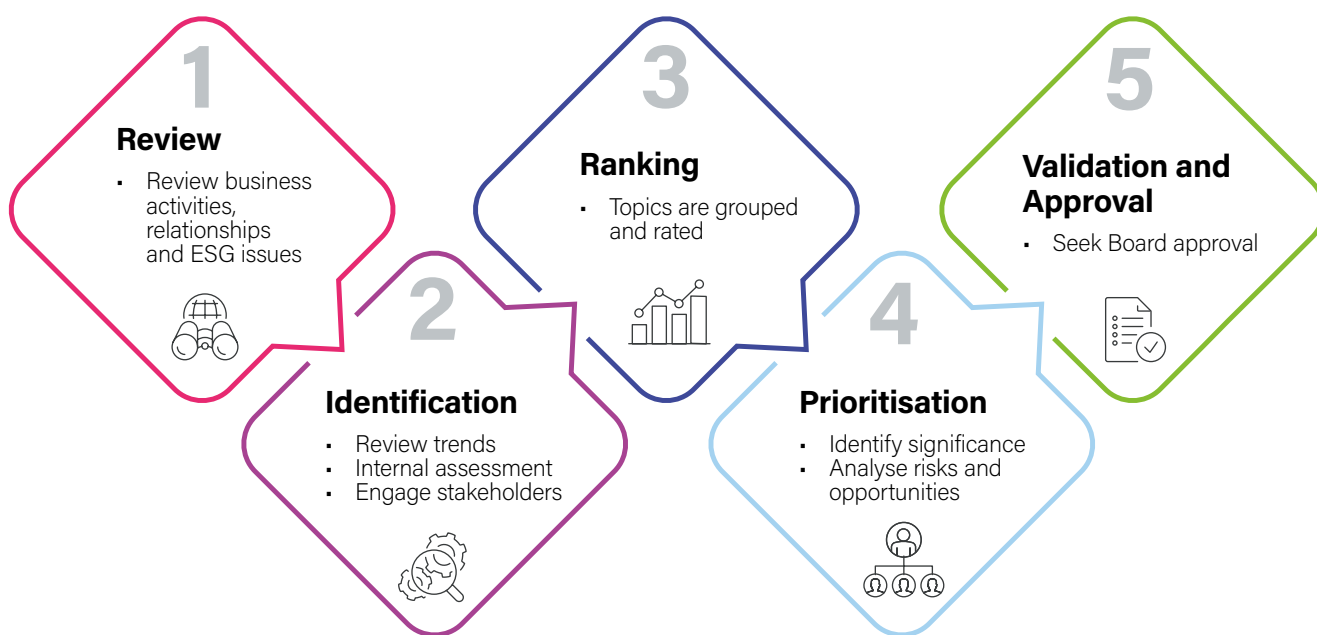 1
Review
▪ Review business
activities,
relationships
and ESG issues
2
Identification
▪ Review trends
▪ Internal assessment
▪ Engage stakeholders
3
Ranking
▪ Topics are grouped
and rated
4
Prioritisation
▪ Identify significance
▪ Analyse risks and
opportunities
5
Validation and
Approval
▪ Seek Board approval